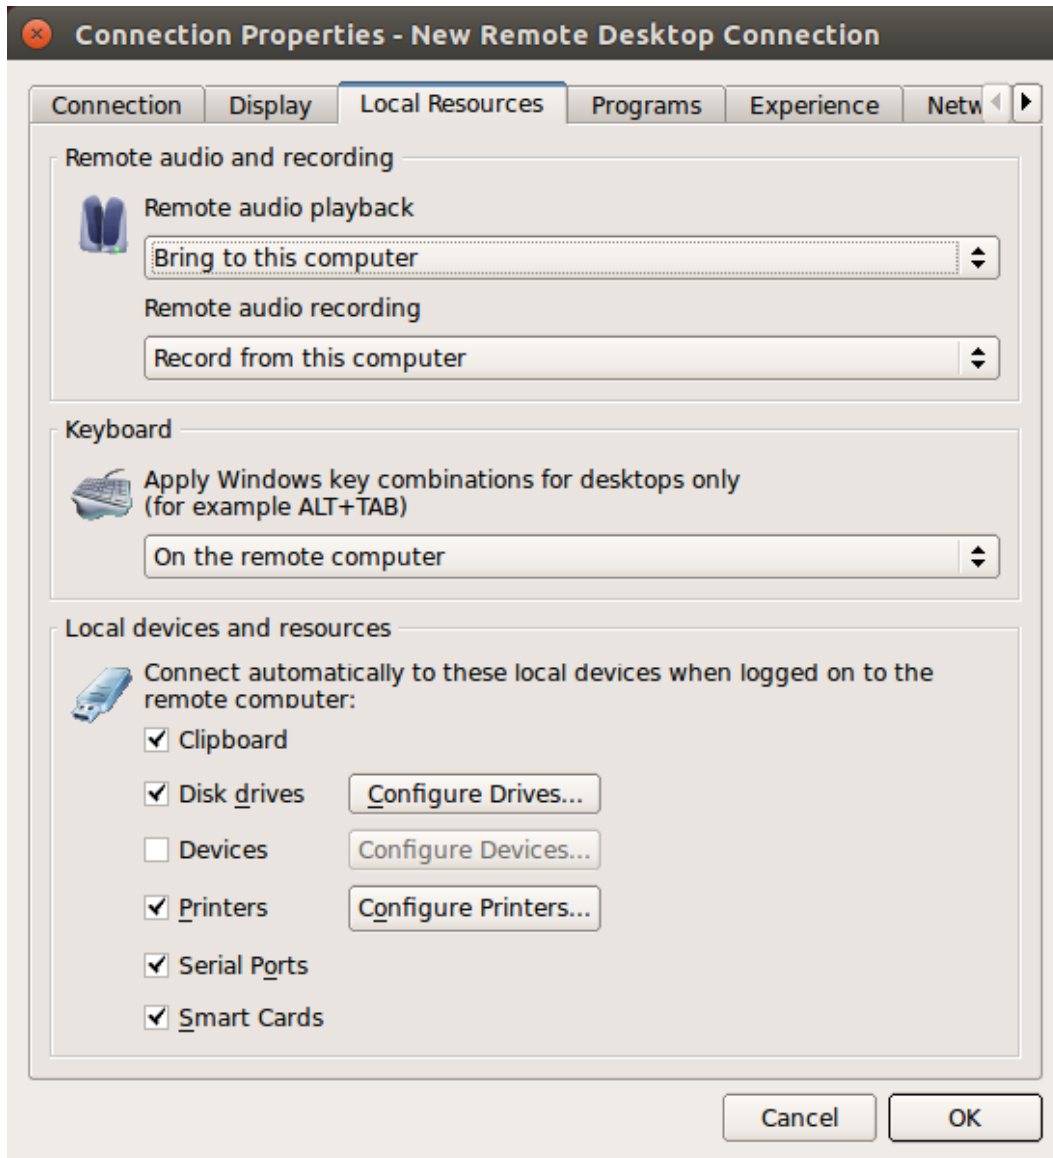 Connection Properties - New Remote Desktop Connection
Connection Display Local Resources Programs Experience Netw
Remote audio and recording
Remote audio playback
Bring to this computer
Remote audio recording
Record from this computer
Keyboard
Apply Windows key combinations for desktops only
(for example ALT+TAB)
On the remote computer
Local devices and resources
Connect automatically to these local devices when logged on to the
remote computer:
Clipboard
Disk drives Configure Drives...
Devices Configure Devices...
Printers Configure Printers...
Serial Ports
Smart Cards
Cancel OK